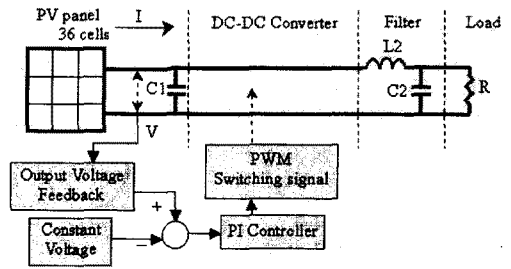 PV panel
36 cells
I
DC-DC Converter
Filter
Load
L2
C1
C2
R
V
Output Voltage
Feedback
PWM
Switching signal
+
Constant
Voltage
−
PI Controller